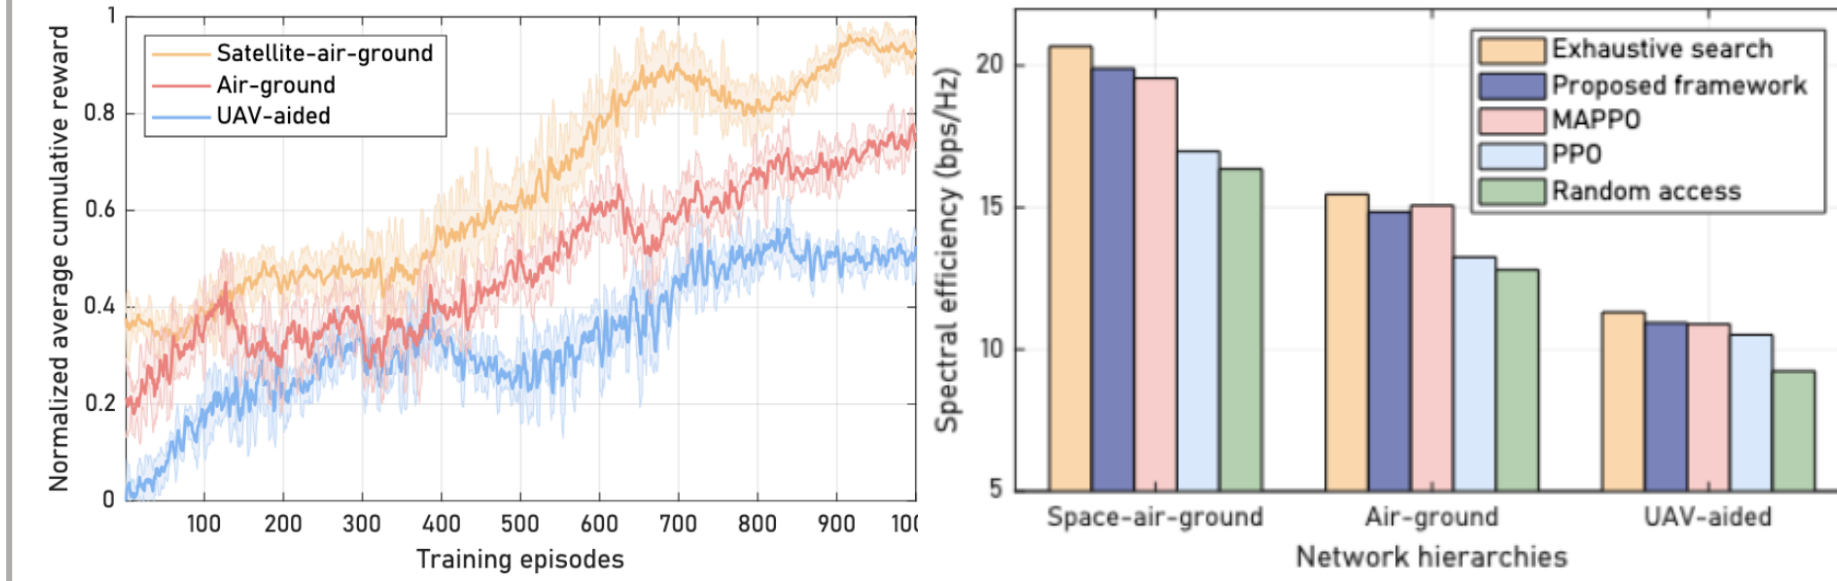 Normalized average cumulative reward
1
0.8
0.6
0.4
0.2
0
Satellite-air-ground
Air-ground
UAV-aided
100 200 300 400 500 600 700 800 900 100
Training episodes
Spectral efficiency (bps/Hz)
20
15
10
5
Exhaustive search
Proposed framework
MAPPO
PPO
Random access
Space-air-ground Air-ground UAV-aided
Network hierarchies